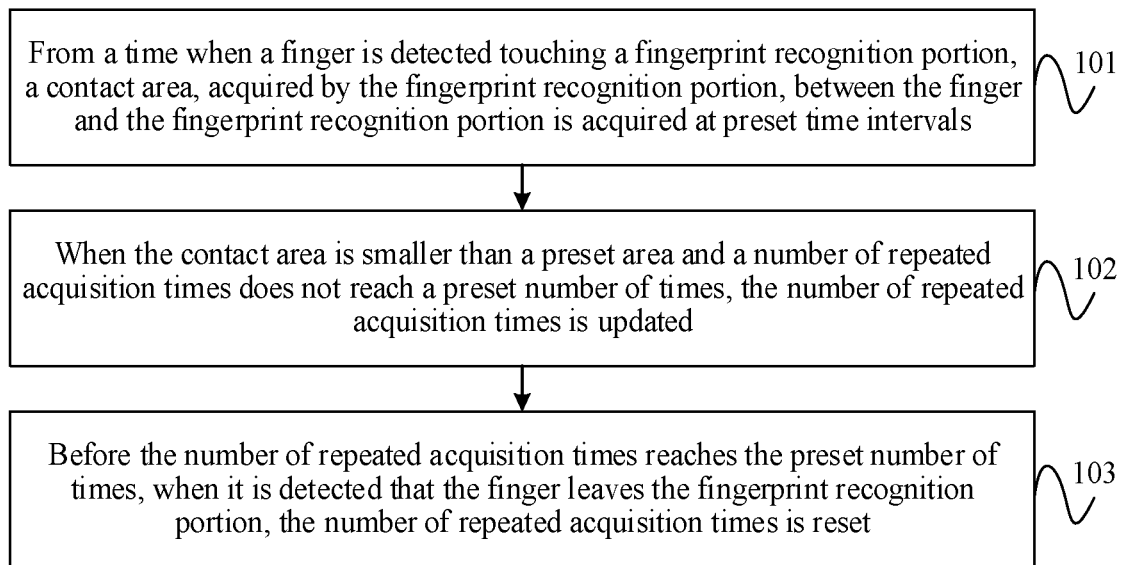 From a time when a finger is detected touching a fingerprint recognition portion,
a contact area, acquired by the fingerprint recognition portion, between the finger
and the fingerprint recognition portion is acquired at preset time intervals
101
When the contact area is smaller than a preset area and a number of repeated
acquisition times does not reach a preset number of times, the number of repeated
acquisition times is updated
102
Before the number of repeated acquisition times reaches the preset number of
times, when it is detected that the finger leaves the fingerprint recognition
portion, the number of repeated acquisition times is reset
103